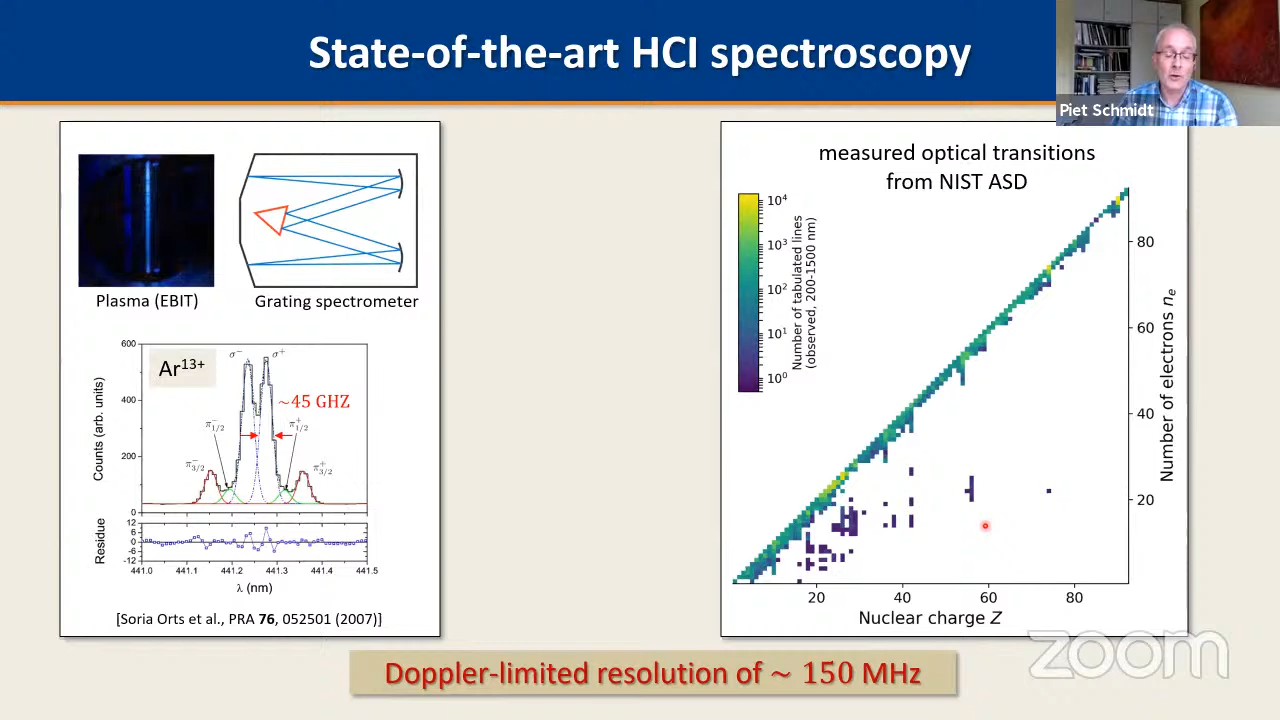 State-of-the-art HCI spectroscopy
Piet Schmidt
Plasma (EBIT)
Grating spectrometer
Ar¹³⁺
σ⁻
σ⁺
~45 GHZ
π⁻₁/₂
π⁺₁/₂
π⁻₃/₂
π⁺₃/₂
Counts (arb. units)
600
400
200
0
Residue
12
6
0
-6
-12
441.0 441.1 441.2 441.3 441.4 441.5
λ (nm)
[Soria Orts et al., PRA 76, 052501 (2007)]
measured optical transitions
from NIST ASD
10⁴
10³
10²
10¹
10⁰
Number of tabulated lines
(observed, 200-1500 nm)
80
60
40
20
Number of electrons nₑ
20 40 60 80
Nuclear charge Z
Doppler-limited resolution of ~ 150 MHz
zoom